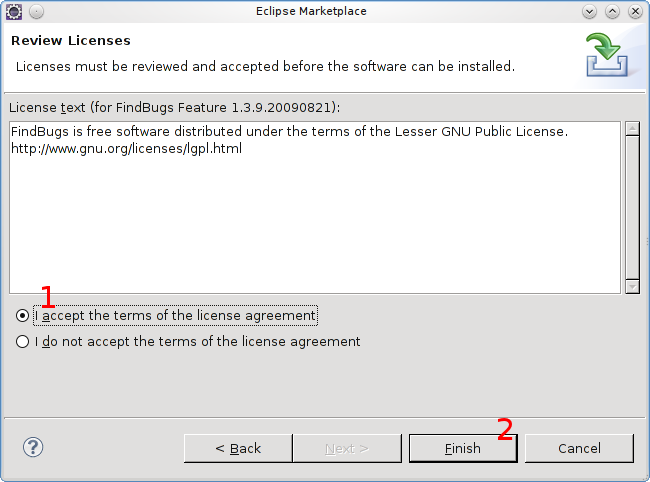 Eclipse Marketplace
Review Licenses
Licenses must be reviewed and accepted before the software can be installed.
License text (for FindBugs Feature 1.3.9.20090821):
FindBugs is free software distributed under the terms of the Lesser GNU Public License.
http://www.gnu.org/licenses/lgpl.html
1
I accept the terms of the license agreement
I do not accept the terms of the license agreement
2
? < Back Next > Finish Cancel